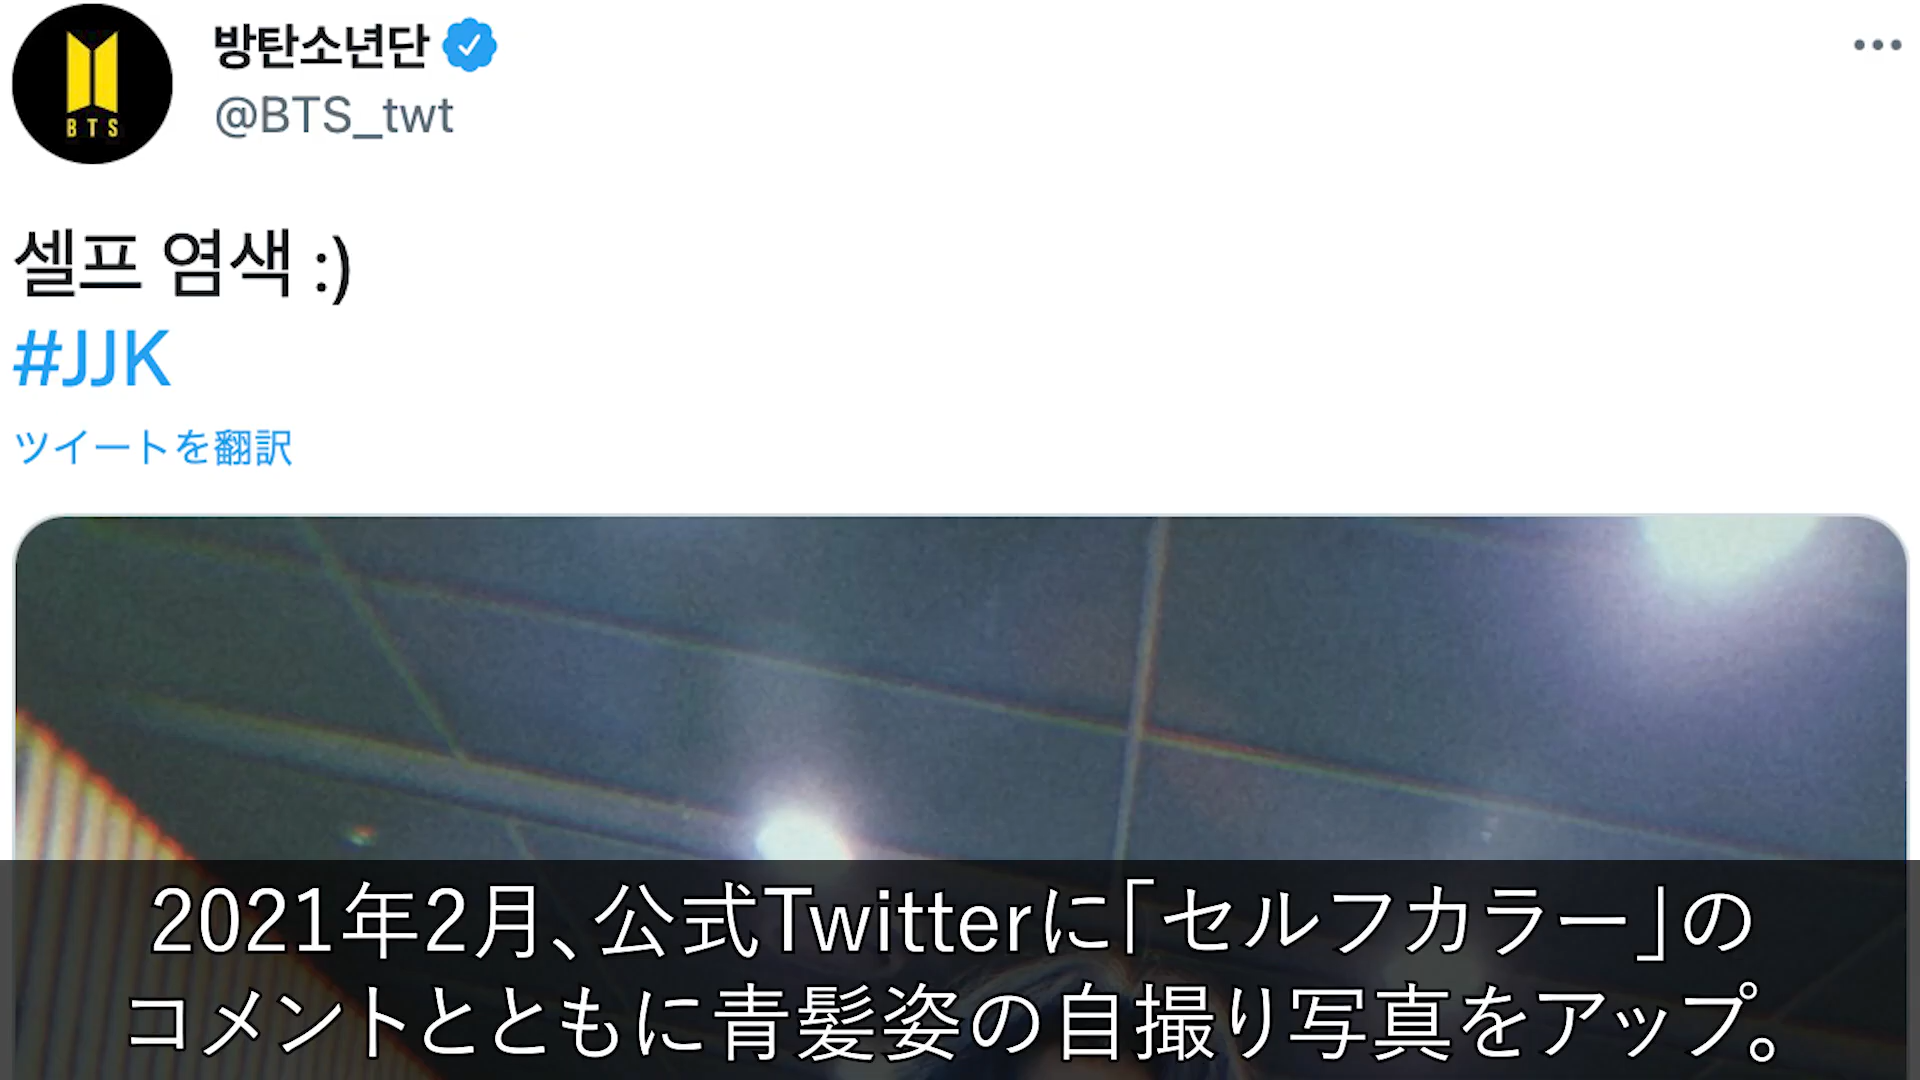 BTS
방탄소년단
@BTS_twt
셀프 염색 :)
#JJK
ツイートを翻訳
2021年2月、公式Twitterに「セルフカラー」の
コメントとともに青髪姿の自撮り写真をアップ。